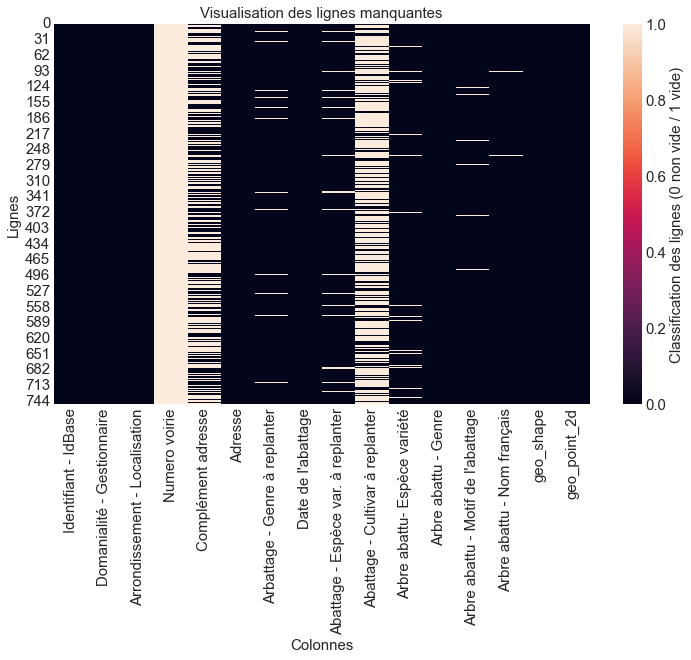 Visualisation des lignes manquantes
Lignes
0
31
62
93
124
155
186
217
248
279
310
341
372
403
434
465
496
527
558
589
620
651
682
713
744
Identifiant - IdBase
Domanialité - Gestionnaire
Arrondissement - Localisation
Numero voirie
Complément adresse
Adresse
Arbattage - Genre à replanter
Date de l'abattage
Abattage - Espèce var. à replanter
Abattage - Cultivar à replanter
Arbre abattu- Espèce variété
Arbre abattu - Genre
Arbre abattu - Motif de l'abattage
Arbre abattu - Nom français
geo_shape
geo_point_2d
Colonnes
1.0
0.8
0.6
0.4
0.2
0.0
Classification des lignes (0 non vide / 1 vide)